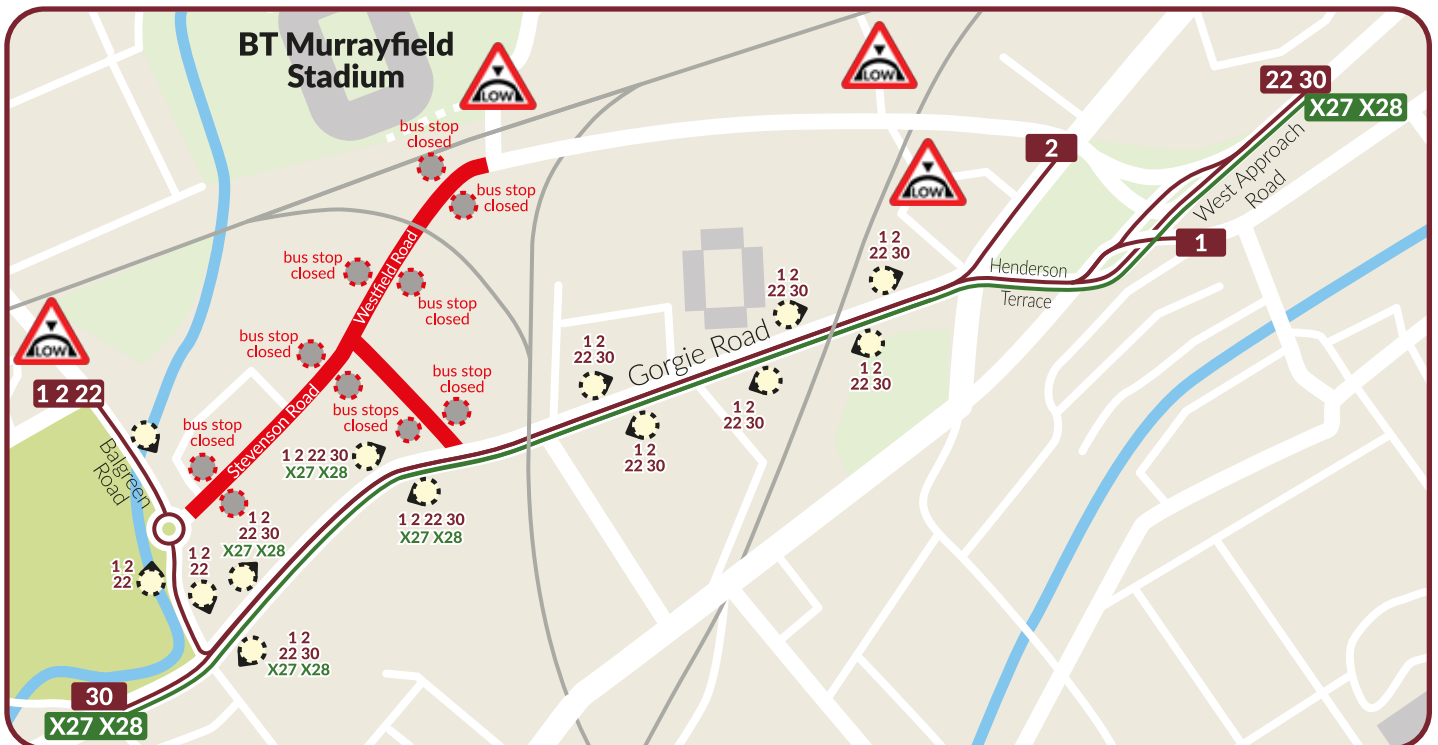 BT Murrayfield
Stadium
LOW
LOW
LOW
LOW
22 30
X27 X28
2
West Approach
Road
1
Henderson
Terrace
bus stop
closed
bus stop
closed
bus stop
closed
Westfield Road
bus stop
closed
bus stop
closed
bus stop
closed
bus stops
closed
bus stop
closed
Stevenson Road
1 2 22
Balgreen
Road
1 2
22 30
1 2
22 30
Gorgie Road
1 2
22 30
1 2
22 30
1 2
22 30
1 2
22 30
1 2 22 30
X27 X28
1 2 22 30
X27 X28
1 2
22 30
X27 X28
1 2
22
1 2
22
1 2
22 30
X27 X28
30
X27 X28